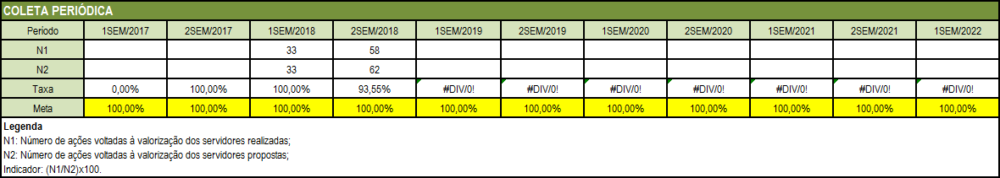 COLETA PERIÓDICA
Período 1SEM/2017 2SEM/2017 1SEM/2018 2SEM/2018 1SEM/2019 2SEM/2019 1SEM/2020 2SEM/2020 1SEM/2021 2SEM/2021 1SEM/2022
N1 33 58
N2 33 62
Taxa 0,00% 100,00% 100,00% 93,55% #DIV/0! #DIV/0! #DIV/0! #DIV/0! #DIV/0! #DIV/0! #DIV/0!
Meta 100,00% 100,00% 100,00% 100,00% 100,00% 100,00% 100,00% 100,00% 100,00% 100,00% 100,00%
Legenda
N1: Número de ações voltadas à valorização dos servidores realizadas;
N2: Número de ações voltadas à valorização dos servidores propostas;
Indicador: (N1/N2)x100.